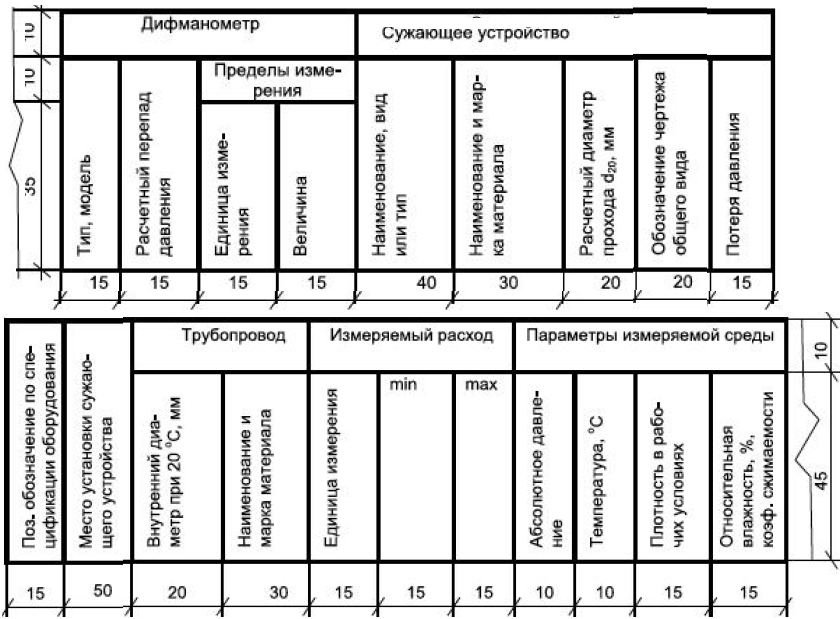 Дифманометр
Сужающее устройство
Пределы изме-
рения
Тип, модель
Расчетный перепад
давления
Единица изме-
рения
Величина
Наименование, вид
или тип
Наименование и мар-
ка материала
Расчетный диаметр
прохода d₂₀, мм
Обозначение чертежа
общего вида
Потеря давления
10
10
35
15 15 15 15 40 30 20 20 15
Трубопровод
Измеряемый расход
Параметры измеряемой среды
Поз. обозначение по спе-
цификации оборудования
Место установки сужаю-
щего устройства
Внутренний диа-
метр при 20 °С, мм
Наименование и
марка материала
Единица измерения
min
max
Абсолютное давле-
ние
Температура, °С
Плотность в рабо-
чих условиях
Относительная
влажность, %,
коэф. сжимаемости
10
45
15 50 20 30 15 15 15 10 10 15 15